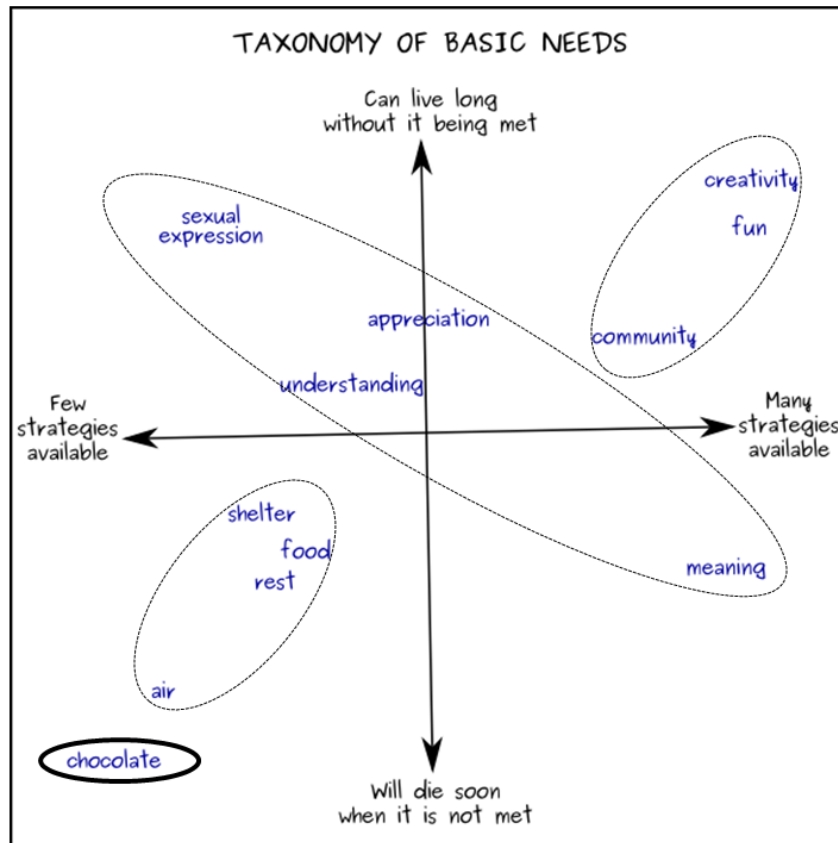 TAXONOMY OF BASIC NEEDS
Can live long
without it being met
creativity
sexual
expression
fun
appreciation
community
understanding
Few
strategies
available
Many
strategies
available
shelter
food
rest
meaning
air
chocolate
Will die soon
when it is not met